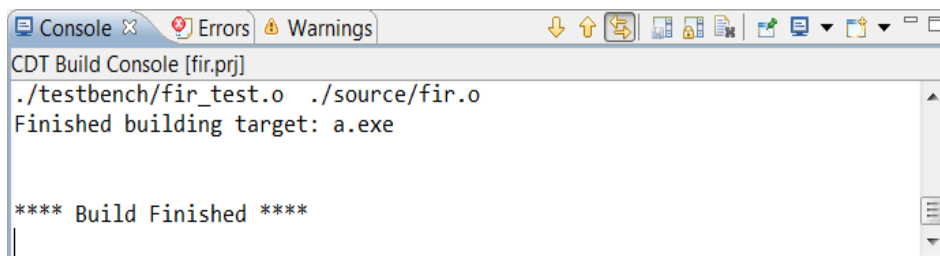 Console Errors Warnings
CDT Build Console [fir.prj]
./testbench/fir_test.o  ./source/fir.o
Finished building target: a.exe
**** Build Finished ****